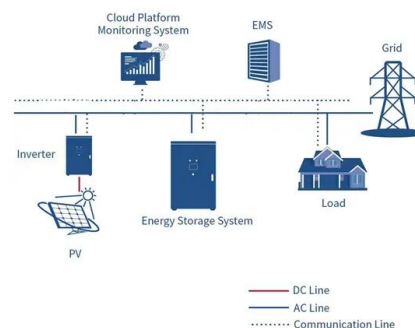 Cloud Platform
Monitoring System
EMS
Grid
Inverter
Energy Storage System
Load
PV
DC Line
AC Line
Communication Line